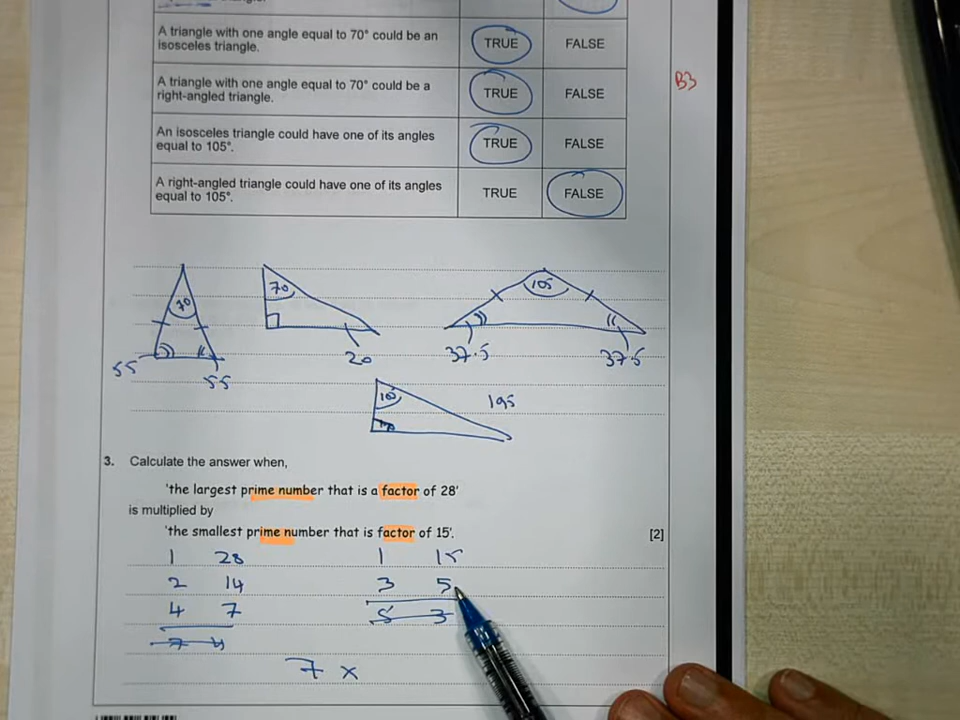 A triangle with one angle equal to 70° could be an isosceles triangle. TRUE FALSE
A triangle with one angle equal to 70° could be a right-angled triangle. TRUE FALSE
B3
An isosceles triangle could have one of its angles equal to 105°. TRUE FALSE
A right-angled triangle could have one of its angles equal to 105°. TRUE FALSE
70 70 105
55 55 20 37.5 37.5
195
3. Calculate the answer when,
'the largest prime number that is a factor of 28'
is multiplied by
'the smallest prime number that is factor of 15'. [2]
1 28 1 15
2 14 3 5
4 7 5 3
7 4
7 ×